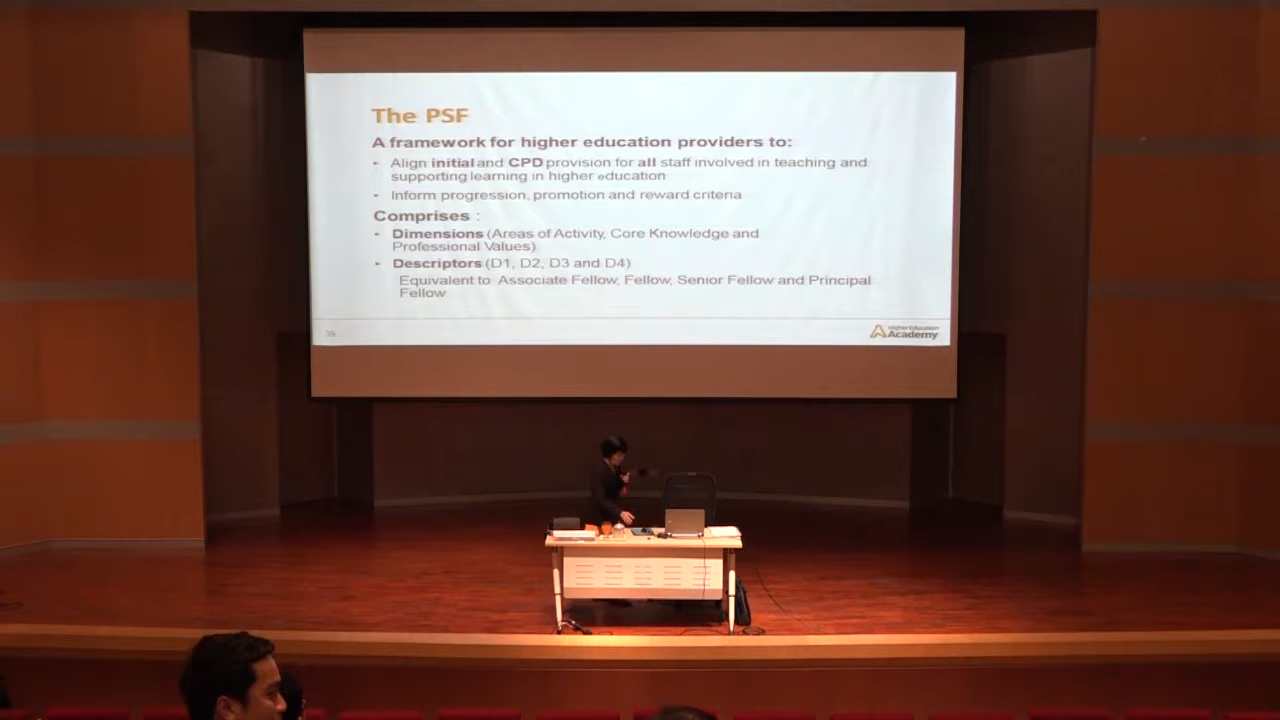 The PSF
A framework for higher education providers to:
• Align initial and CPD provision for all staff involved in teaching and
supporting learning in higher education
• Inform progression, promotion and reward criteria
Comprises :
• Dimensions (Areas of Activity, Core Knowledge and
Professional Values)
• Descriptors (D1, D2, D3 and D4)
Equivalent to Associate Fellow, Fellow, Senior Fellow and Principal
Fellow
Higher Education
Academy